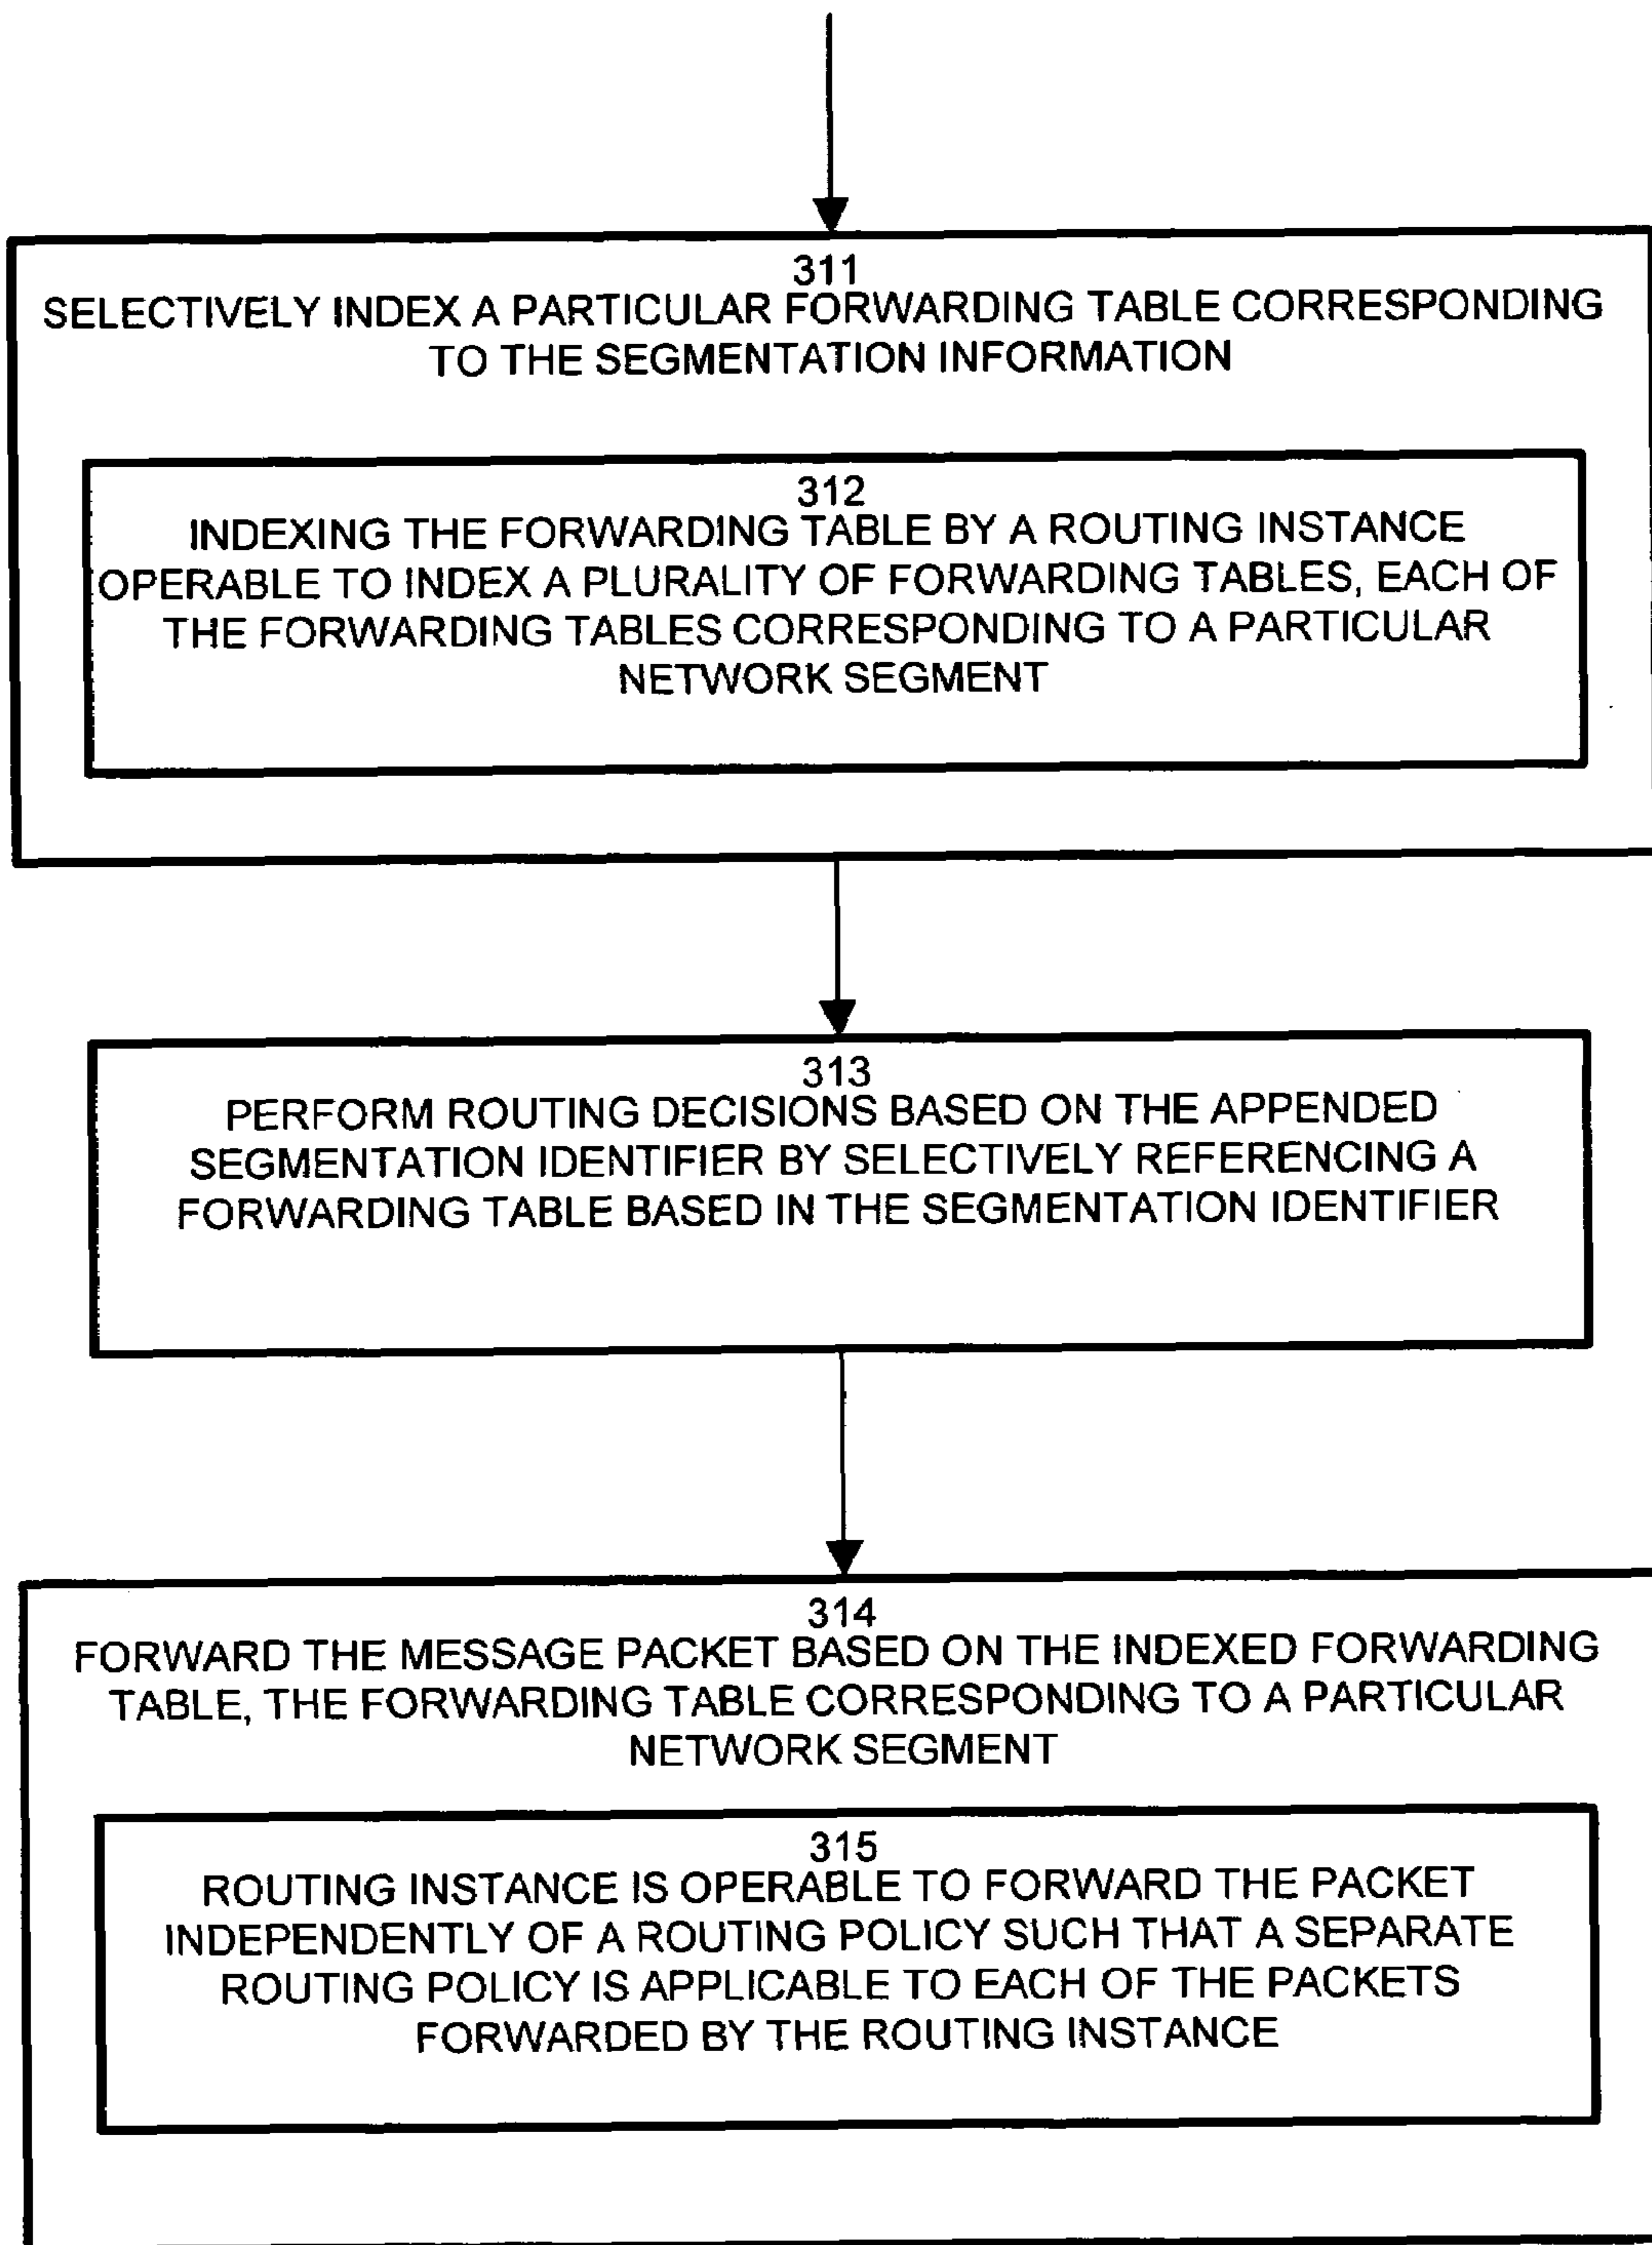 311
SELECTIVELY INDEX A PARTICULAR FORWARDING TABLE CORRESPONDING
TO THE SEGMENTATION INFORMATION
312
INDEXING THE FORWARDING TABLE BY A ROUTING INSTANCE
OPERABLE TO INDEX A PLURALITY OF FORWARDING TABLES, EACH OF
THE FORWARDING TABLES CORRESPONDING TO A PARTICULAR
NETWORK SEGMENT
313
PERFORM ROUTING DECISIONS BASED ON THE APPENDED
SEGMENTATION IDENTIFIER BY SELECTIVELY REFERENCING A
FORWARDING TABLE BASED IN THE SEGMENTATION IDENTIFIER
314
FORWARD THE MESSAGE PACKET BASED ON THE INDEXED FORWARDING
TABLE, THE FORWARDING TABLE CORRESPONDING TO A PARTICULAR
NETWORK SEGMENT
315
ROUTING INSTANCE IS OPERABLE TO FORWARD THE PACKET
INDEPENDENTLY OF A ROUTING POLICY SUCH THAT A SEPARATE
ROUTING POLICY IS APPLICABLE TO EACH OF THE PACKETS
FORWARDED BY THE ROUTING INSTANCE